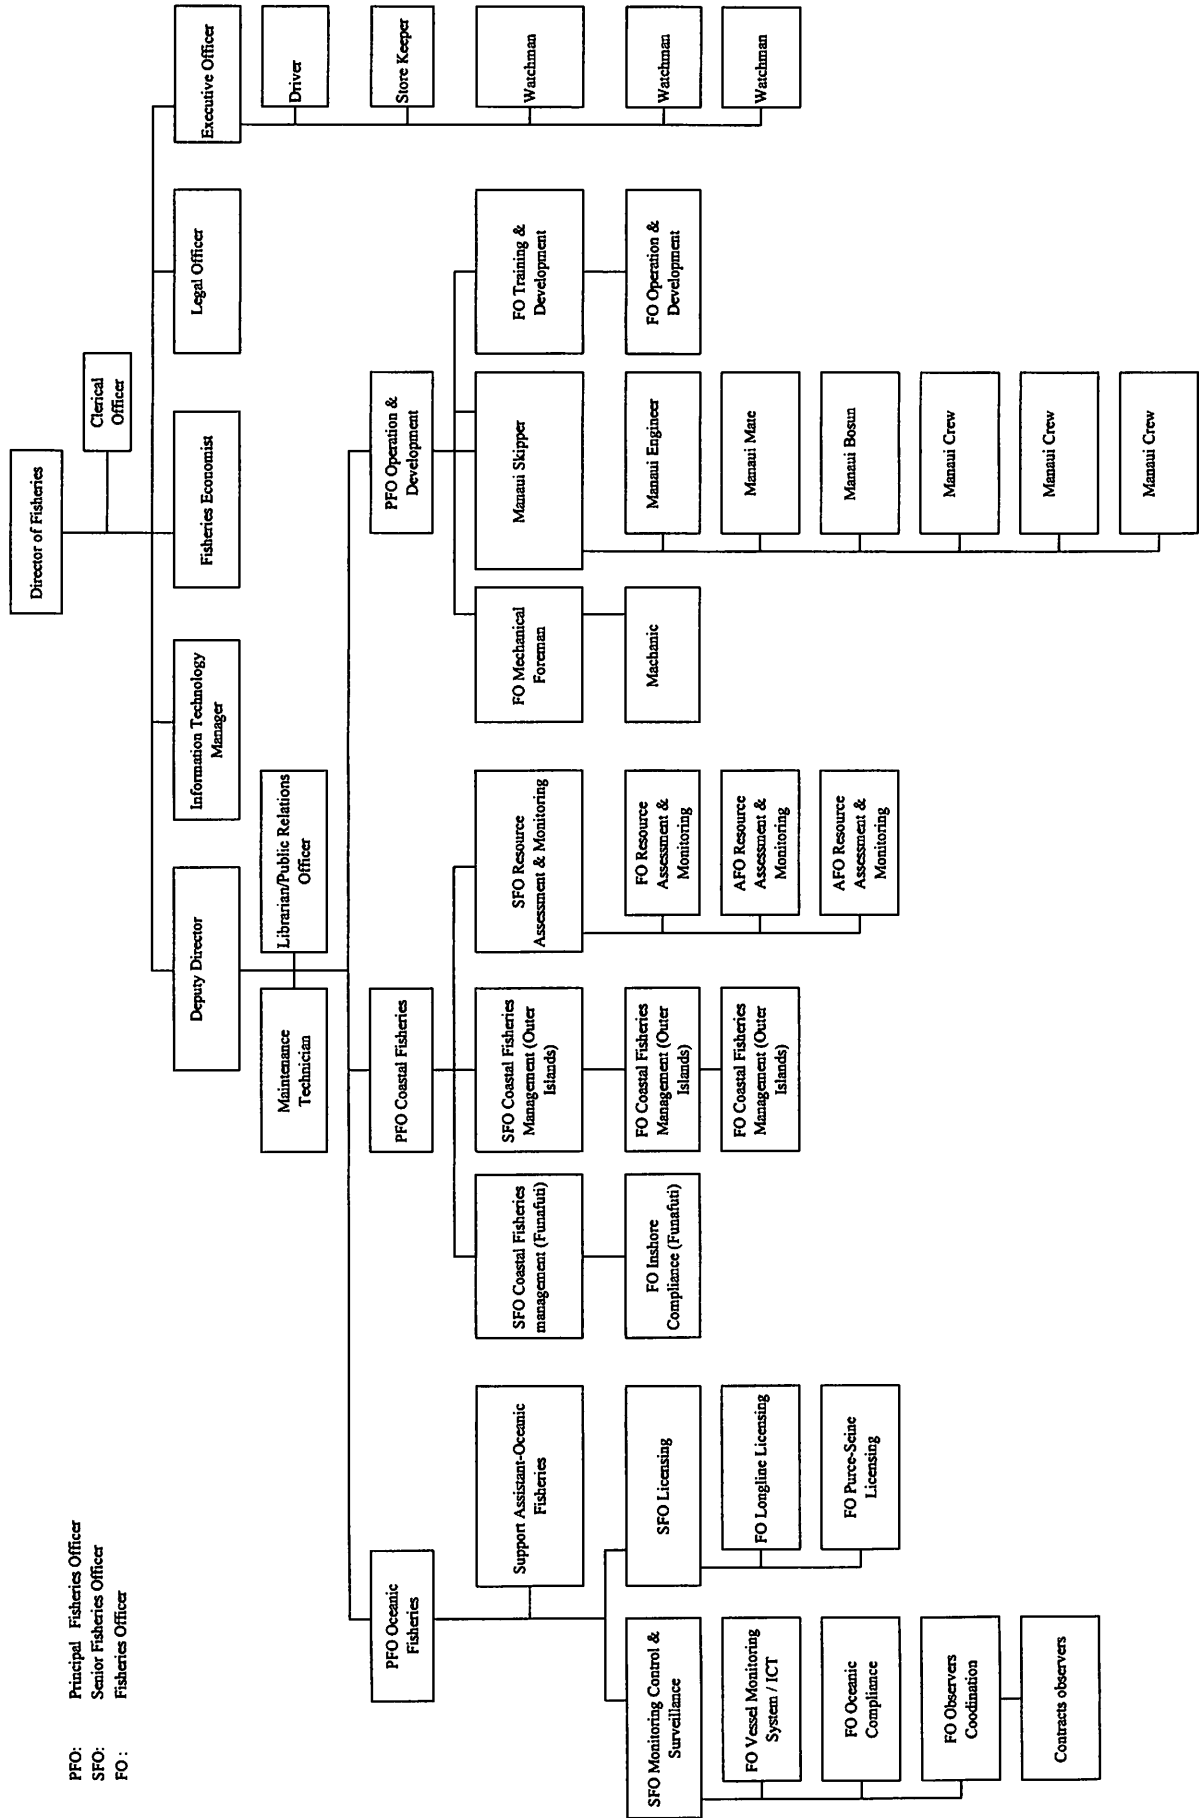 PFO: Principal Fisheries Officer
SFO: Senior Fisheries Officer
FO : Fisheries Officer
Director of Fisheries
Clerical
Officer
Deputy Director
Information Technology
Manager
Fisheries Economist
Legal Officer
Executive Officer
Maintenance
Technician
Librarian/Public Relations
Officer
Driver
Store Keeper
Watchman
Watchman
Watchman
PFO Oceanic
Fisheries
PFO Coastal Fisheries
PFO Operation &
Development
Support Assistant-Oceanic
Fisheries
SFO Monitoring Control &
Surveillance
FO Vessel Monitoring
System / ICT
FO Oceanic
Compliance
FO Observers
Coodination
Contracts observers
SFO Licensing
FO Longline Licensing
FO Purce-Seine
Licensing
SFO Coastal Fisheries
management (Funafuti)
FO Inshore
Compliance (Funafuti)
SFO Coastal Fisheries
Management (Outer
Islands)
FO Coastal Fisheries
Management (Outer
Islands)
FO Coastal Fisheries
Management (Outer
Islands)
SFO Resource
Assessment & Monitoring
FO Resource
Assessment &
Monitoring
AFO Resource
Assessment &
Monitoring
AFO Resource
Assessment &
Monitoring
FO Mechanical
Foreman
Machanic
Manaui Skipper
Manaui Engineer
Manaui Mate
Manaui Bosun
Manaui Crew
Manaui Crew
Manaui Crew
FO Training &
Development
FO Operation &
Development